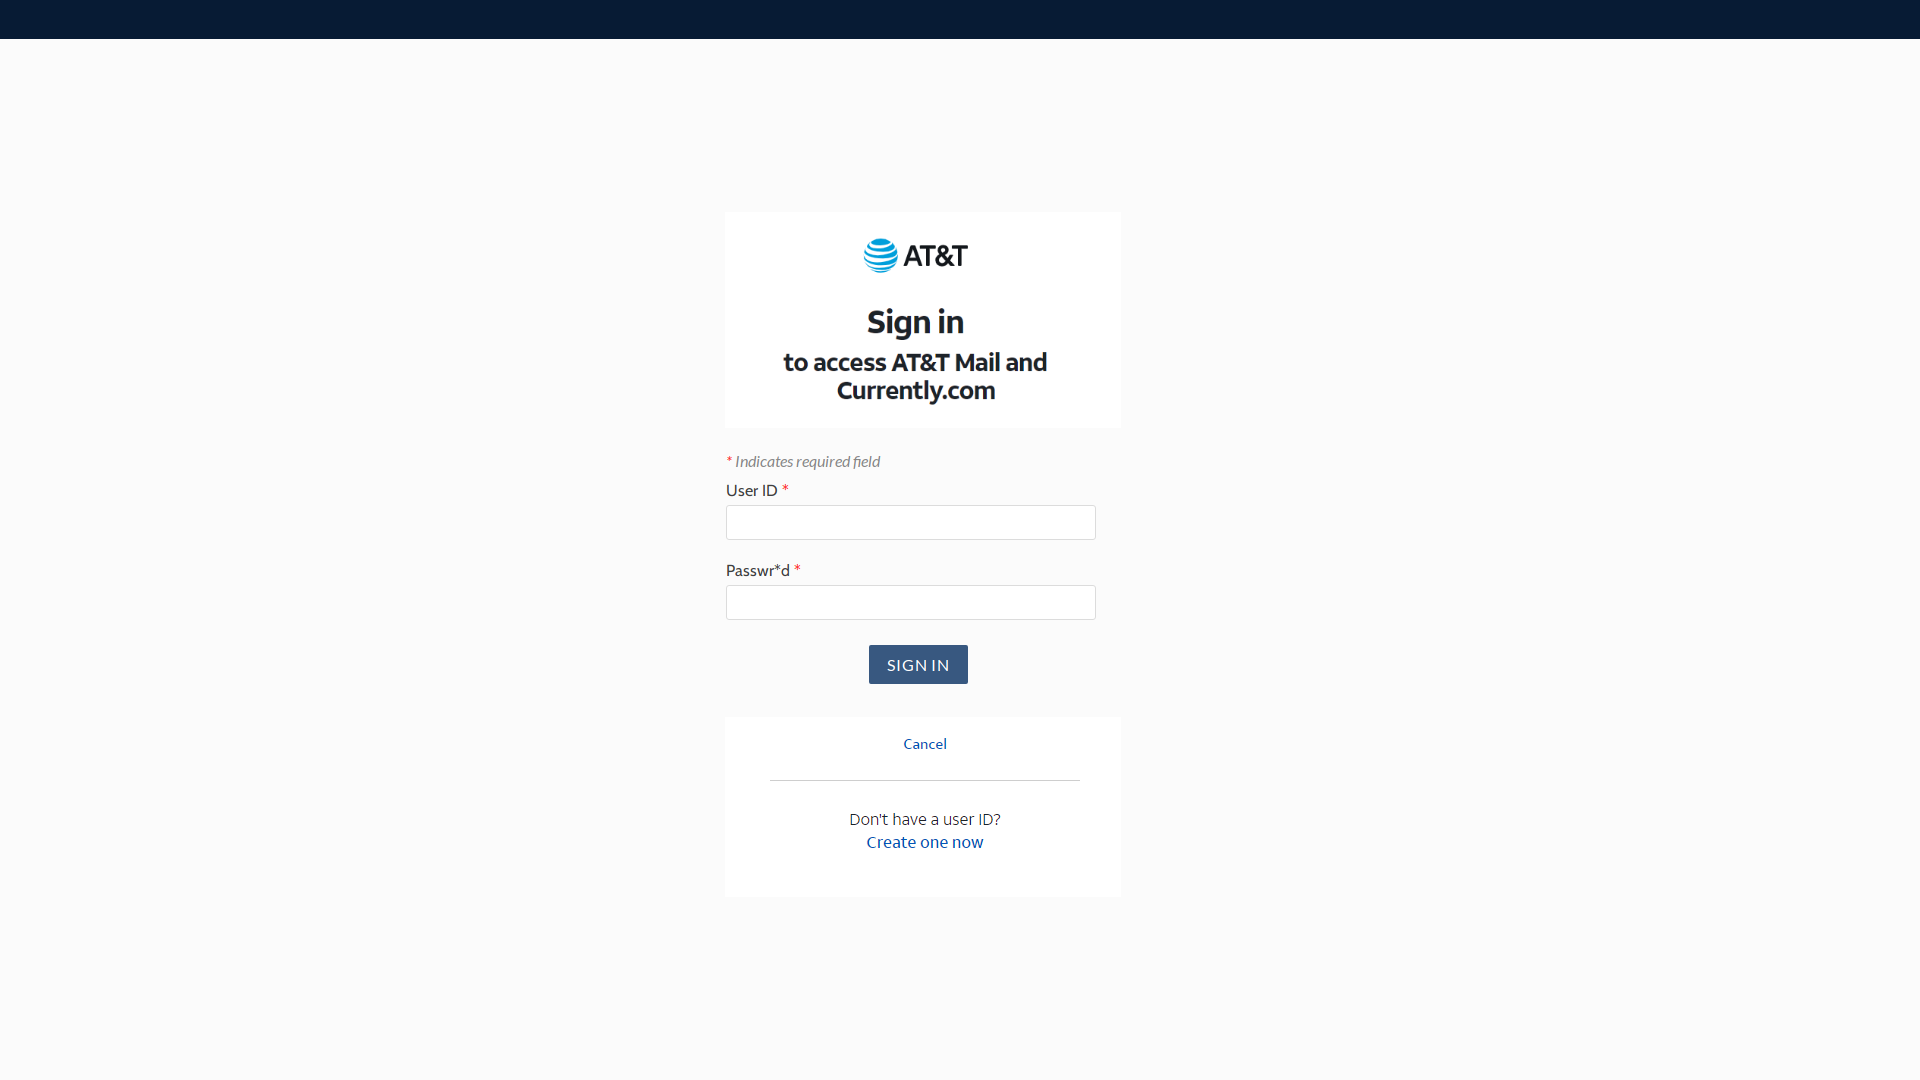 AT&T
Sign in
to access AT&T Mail and
Currently.com
* Indicates required field
User ID *
Passwr*d *
SIGN IN
Cancel
Don't have a user ID?
Create one now